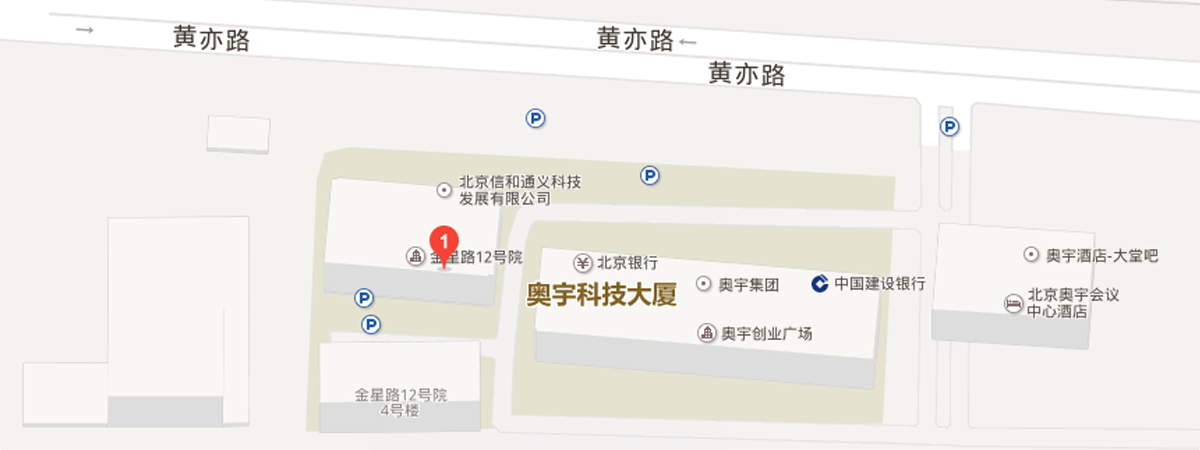 黄亦路
黄亦路
黄亦路
P
P
P
北京信和通义科技
发展有限公司
1
金星路12号院
北京银行
奥宇集团
中国建设银行
奥宇酒店-大堂吧
奥宇科技大厦
北京奥宇会议
中心酒店
P
P
奥宇创业广场
金星路12号院
4号楼